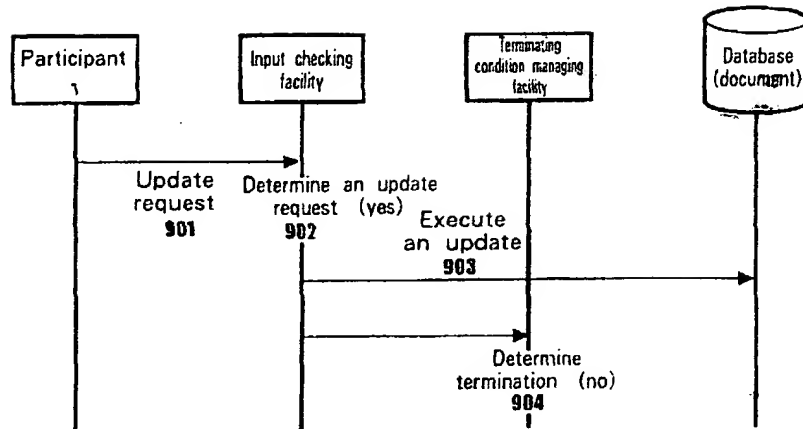 Participant
Input checking
facility
Terminating
condition managing
facility
Database
(document)
Update
request
901
Determine an update
request (yes)
902
Execute
an update
903
Determine
termination (no)
904